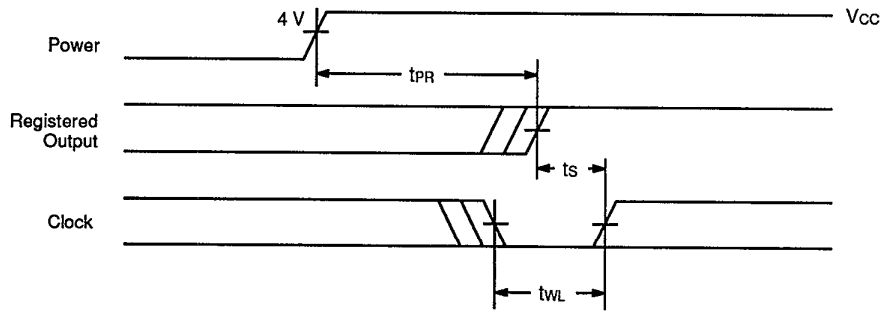 4 V
VCC
Power
tPR
Registered
Output
tS
Clock
tWL